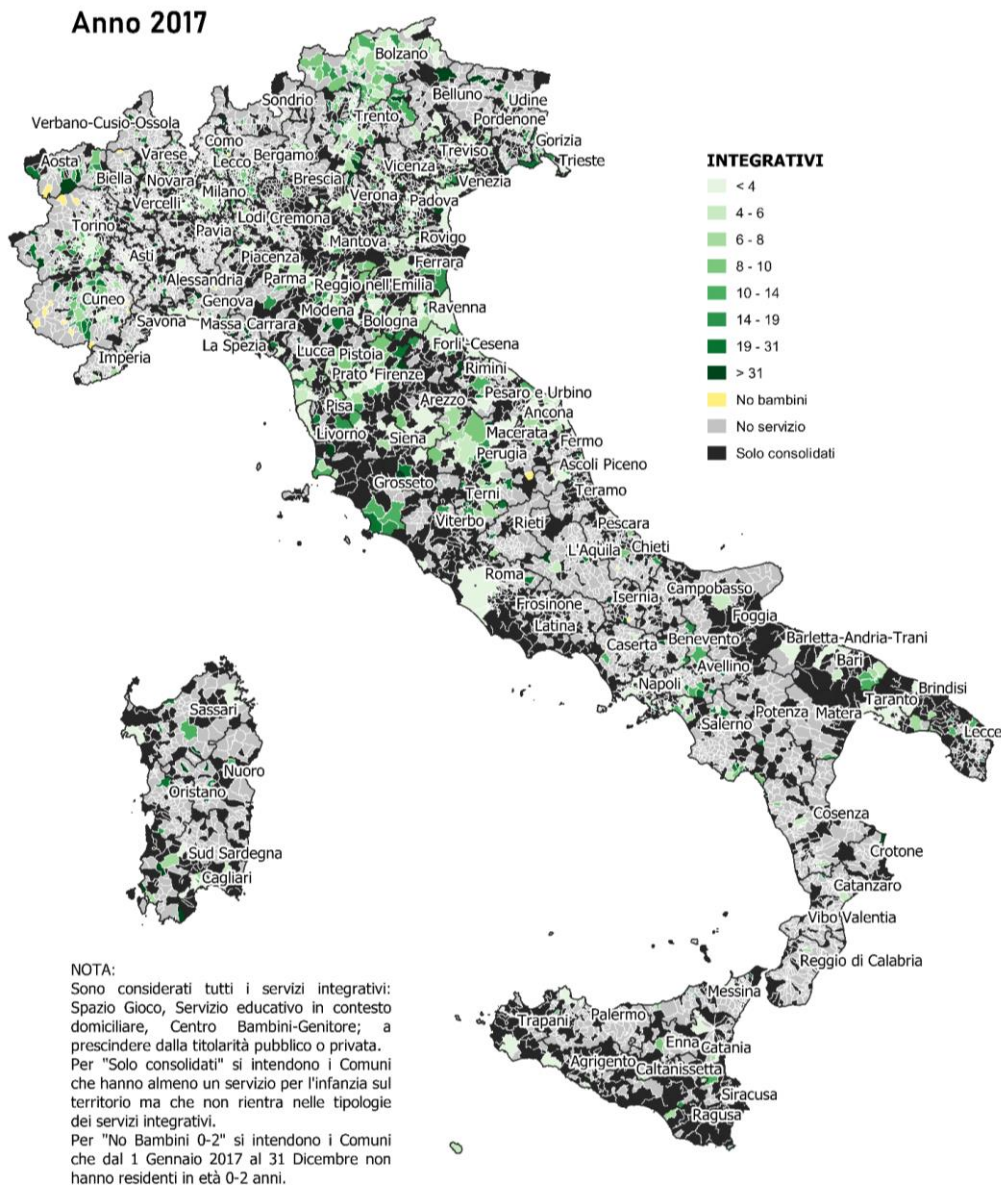 Anno 2017
Bolzano
Sondrio
Belluno
Udine
Pordenone
Trento
Verbano-Cusio-Ossola
Como
Gorizia
Aosta
Varese
Lecco
Bergamo
Vicenza
Treviso
Trieste
Biella
Novara
Milano
Brescia
Verona
Venezia
Vercelli
Padova
Lodi
Cremona
Torino
Pavia
Mantova
Rovigo
Asti
Piacenza
Ferrara
Alessandria
Parma
Reggio nell'Emilia
Cuneo
Genova
Modena
Ravenna
Savona
Massa Carrara
Bologna
La Spezia
Forli'-Cesena
Imperia
Lucca
Pistoia
Rimini
Prato
Firenze
Pesaro e Urbino
Pisa
Arezzo
Ancona
Livorno
Siena
Macerata
Perugia
Fermo
Ascoli Piceno
Grosseto
Terni
Teramo
Viterbo
Rieti
Pescara
L'Aquila
Chieti
Roma
Campobasso
Isernia
Frosinone
Foggia
Latina
Caserta
Benevento
Barletta-Andria-Trani
Avellino
Bari
Napoli
Brindisi
Taranto
Salerno
Potenza
Matera
Lecce
Sassari
Nuoro
Oristano
Cosenza
Sud Sardegna
Crotone
Cagliari
Catanzaro
Vibo Valentia
Reggio di Calabria
Messina
Trapani
Palermo
Enna
Catania
Agrigento
Caltanissetta
Siracusa
Ragusa
INTEGRATIVI
< 4
4 - 6
6 - 8
8 - 10
10 - 14
14 - 19
19 - 31
> 31
No bambini
No servizio
Solo consolidati
NOTA:
Sono considerati tutti i servizi integrativi:
Spazio Gioco, Servizio educativo in contesto
domiciliare, Centro Bambini-Genitore; a
prescindere dalla titolarità pubblico o privata.
Per "Solo consolidati" si intendono i Comuni
che hanno almeno un servizio per l'infanzia sul
territorio ma che non rientra nelle tipologie
dei servizi integrativi.
Per "No Bambini 0-2" si intendono i Comuni
che dal 1 Gennaio 2017 al 31 Dicembre non
hanno residenti in età 0-2 anni.